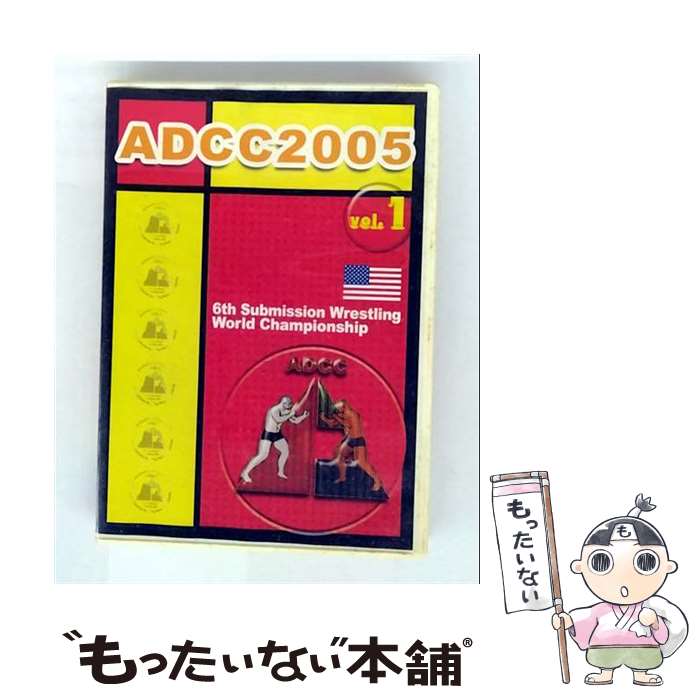 ADCC2005
vol. 1
6th Submission Wrestling
World Championship
ADCC
も
もったいない
"もったいない"本舗®